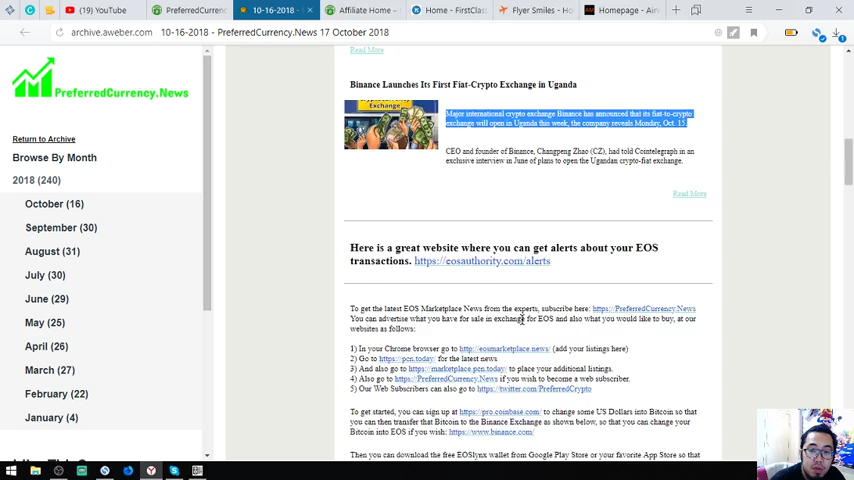 (1) YouTube
PreferredCurrenc
10-16-2018 - Preferred
Affiliate Home -
Home - FirstClass
Flyer Smiles - Ho
Homepage - Air
archive.aweber.com
10-16-2018 - PreferredCurrency.News 17 October 2018
PreferredCurrency.News
Return to Archive
Browse By Month
2018 (240)
October (16)
September (30)
August (31)
July (30)
June (29)
May (25)
April (26)
March (27)
February (22)
January (4)
Read More
Binance Launches Its First Fiat-Crypto Exchange in Uganda
Exchange
Major international crypto exchange Binance has announced that its fiat-to-crypto
exchange will open in Uganda this week, the company reveals Monday, Oct. 15.
CEO and founder of Binance, Changpeng Zhao (CZ), had told Cointelegraph in an
exclusive interview in June of plans to open the Ugandan crypto-fiat exchange.
Read More
Here is a great website where you can get alerts about your EOS
transactions. https://eosauthority.com/alerts
To get the latest EOS Marketplace News from the experts, subscribe here: https://PreferredCurrency.News
You can advertise what you have for sale in exchange for EOS and also what you would like to buy, at our
websites as follows:
1) In your Chrome browser go to http://eosmarketplace.news/ (add your listings here)
2) Go to https://pcn.today/ for the latest news
3) And also go to https://marketplace.pcn.today/ to place your additional listings.
4) Also go to https://PreferredCurrency.News if you wish to become a web subscriber.
5) Our Web Subscribers can also go to https://twitter.com/PreferredCrypto
To get started, you can sign up at https://pro.coinbase.com/ to change some US Dollars into Bitcoin so that
you can then transfer that Bitcoin to the Binance Exchange as shown below, so that you can change your
Bitcoin into EOS if you wish: https://www.binance.com/
Then you can download the free EOSlynx wallet from Google Play Store or your favorite App Store so that